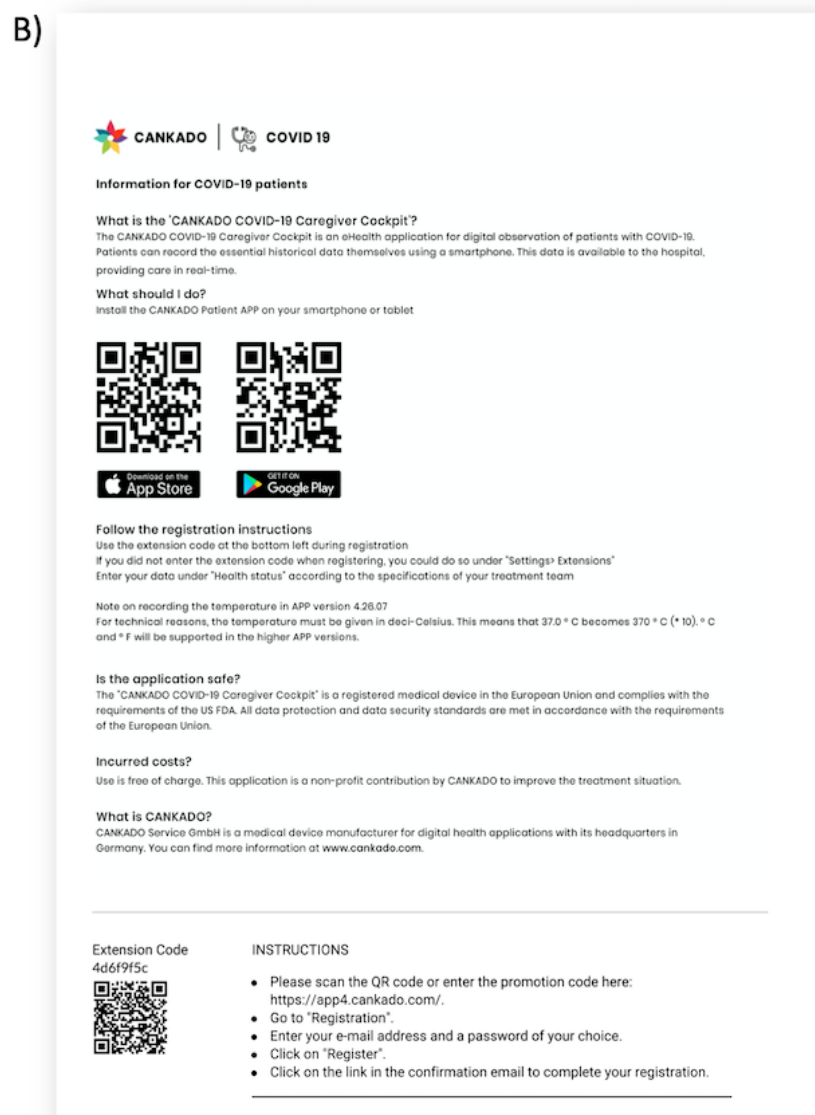 B)
CANKADO | COVID 19
Information for COVID-19 patients
What is the 'CANKADO COVID-19 Caregiver Cockpit'?
The CANKADO COVID-19 Caregiver Cockpit is an eHealth application for digital observation of patients with COVID-19.
Patients can record the essential historical data themselves using a smartphone. This data is available to the hospital,
providing care in real-time.
What should I do?
Install the CANKADO Patient APP on your smartphone or tablet
Download on the
App Store
GET IT ON
Google Play
Follow the registration instructions
Use the extension code at the bottom left during registration
If you did not enter the extension code when registering, you could do so under "Settings> Extensions"
Enter your data under "Health status" according to the specifications of your treatment team
Note on recording the temperature in APP version 4.26.07
For technical reasons, the temperature must be given in deci-Celsius. This means that 37.0 ° C becomes 370 ° C (* 10). ° C
and ° F will be supported in the higher APP versions.
Is the application safe?
The "CANKADO COVID-19 Caregiver Cockpit" is a registered medical device in the European Union and complies with the
requirements of the US FDA. All data protection and data security standards are met in accordance with the requirements
of the European Union.
Incurred costs?
Use is free of charge. This application is a non-profit contribution by CANKADO to improve the treatment situation.
What is CANKADO?
CANKADO Service GmbH is a medical device manufacturer for digital health applications with its headquarters in
Germany. You can find more information at www.cankado.com.
Extension Code
4d6f9f5c
INSTRUCTIONS
• Please scan the QR code or enter the promotion code here:
https://app4.cankado.com/.
• Go to "Registration".
• Enter your e-mail address and a password of your choice.
• Click on "Register".
• Click on the link in the confirmation email to complete your registration.